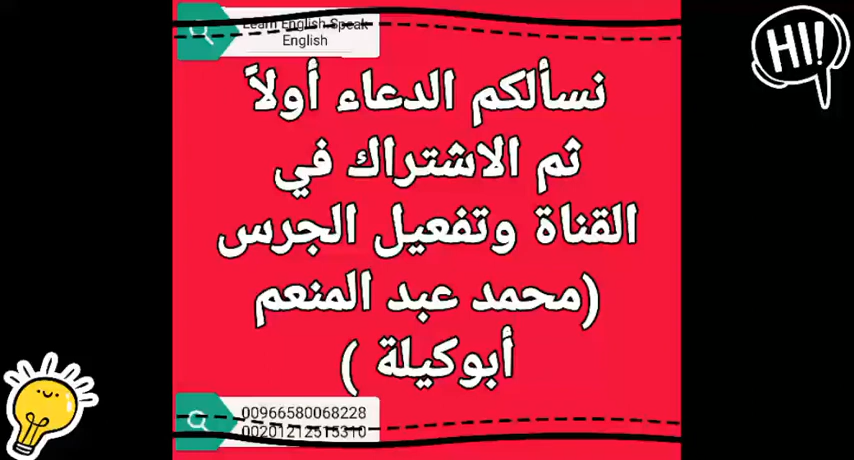 Learn English Speak
English
HI!
نسألكم الدعاء أولاً
ثم الاشتراك في
القناة وتفعيل الجرس
(محمد عبد المنعم
أبوكيلة )
00966580068228
00201212515310